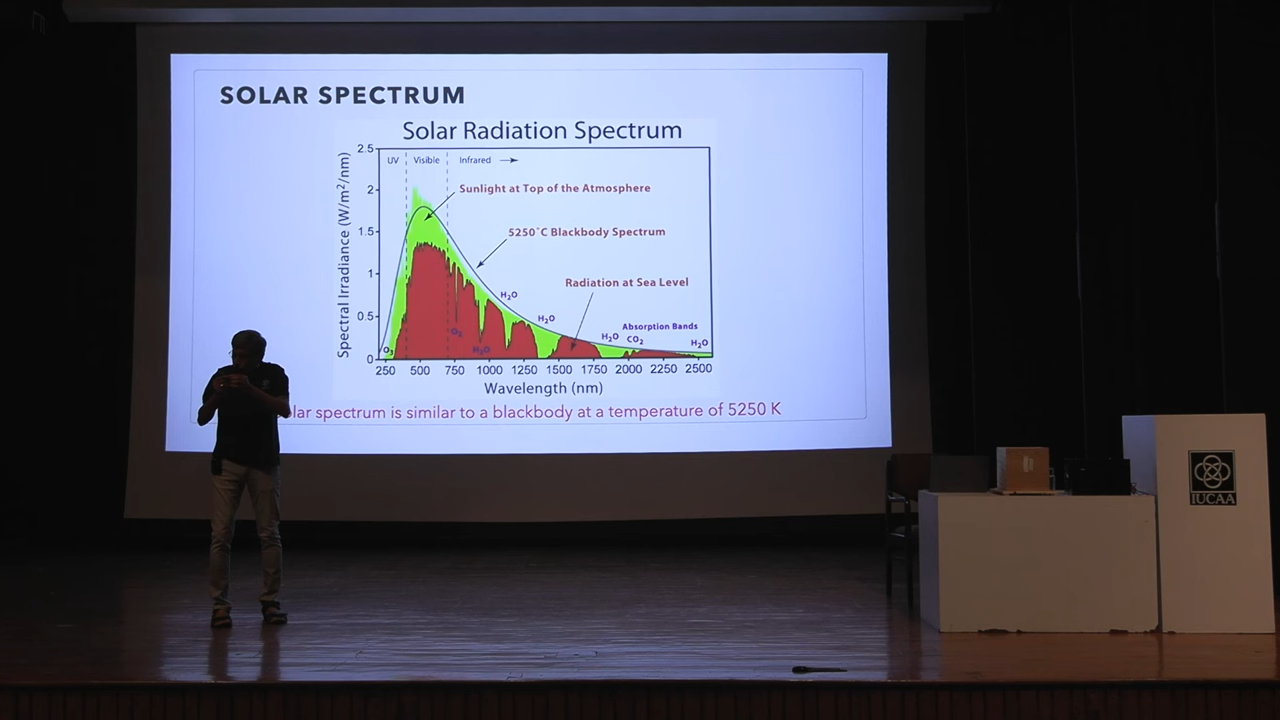 SOLAR SPECTRUM
Solar Radiation Spectrum
UV Visible Infrared
Sunlight at Top of the Atmosphere
5250°C Blackbody Spectrum
Radiation at Sea Level
H2O
H2O
Absorption Bands
H2O CO2 H2O
O3 O2 H2O
Spectral Irradiance (W/m2/nm)
2.5
2
1.5
1
0.5
0
250 500 750 1000 1250 1500 1750 2000 2250 2500
Wavelength (nm)
spectrum is similar to a blackbody at a temperature of 5250 K
IUCAA